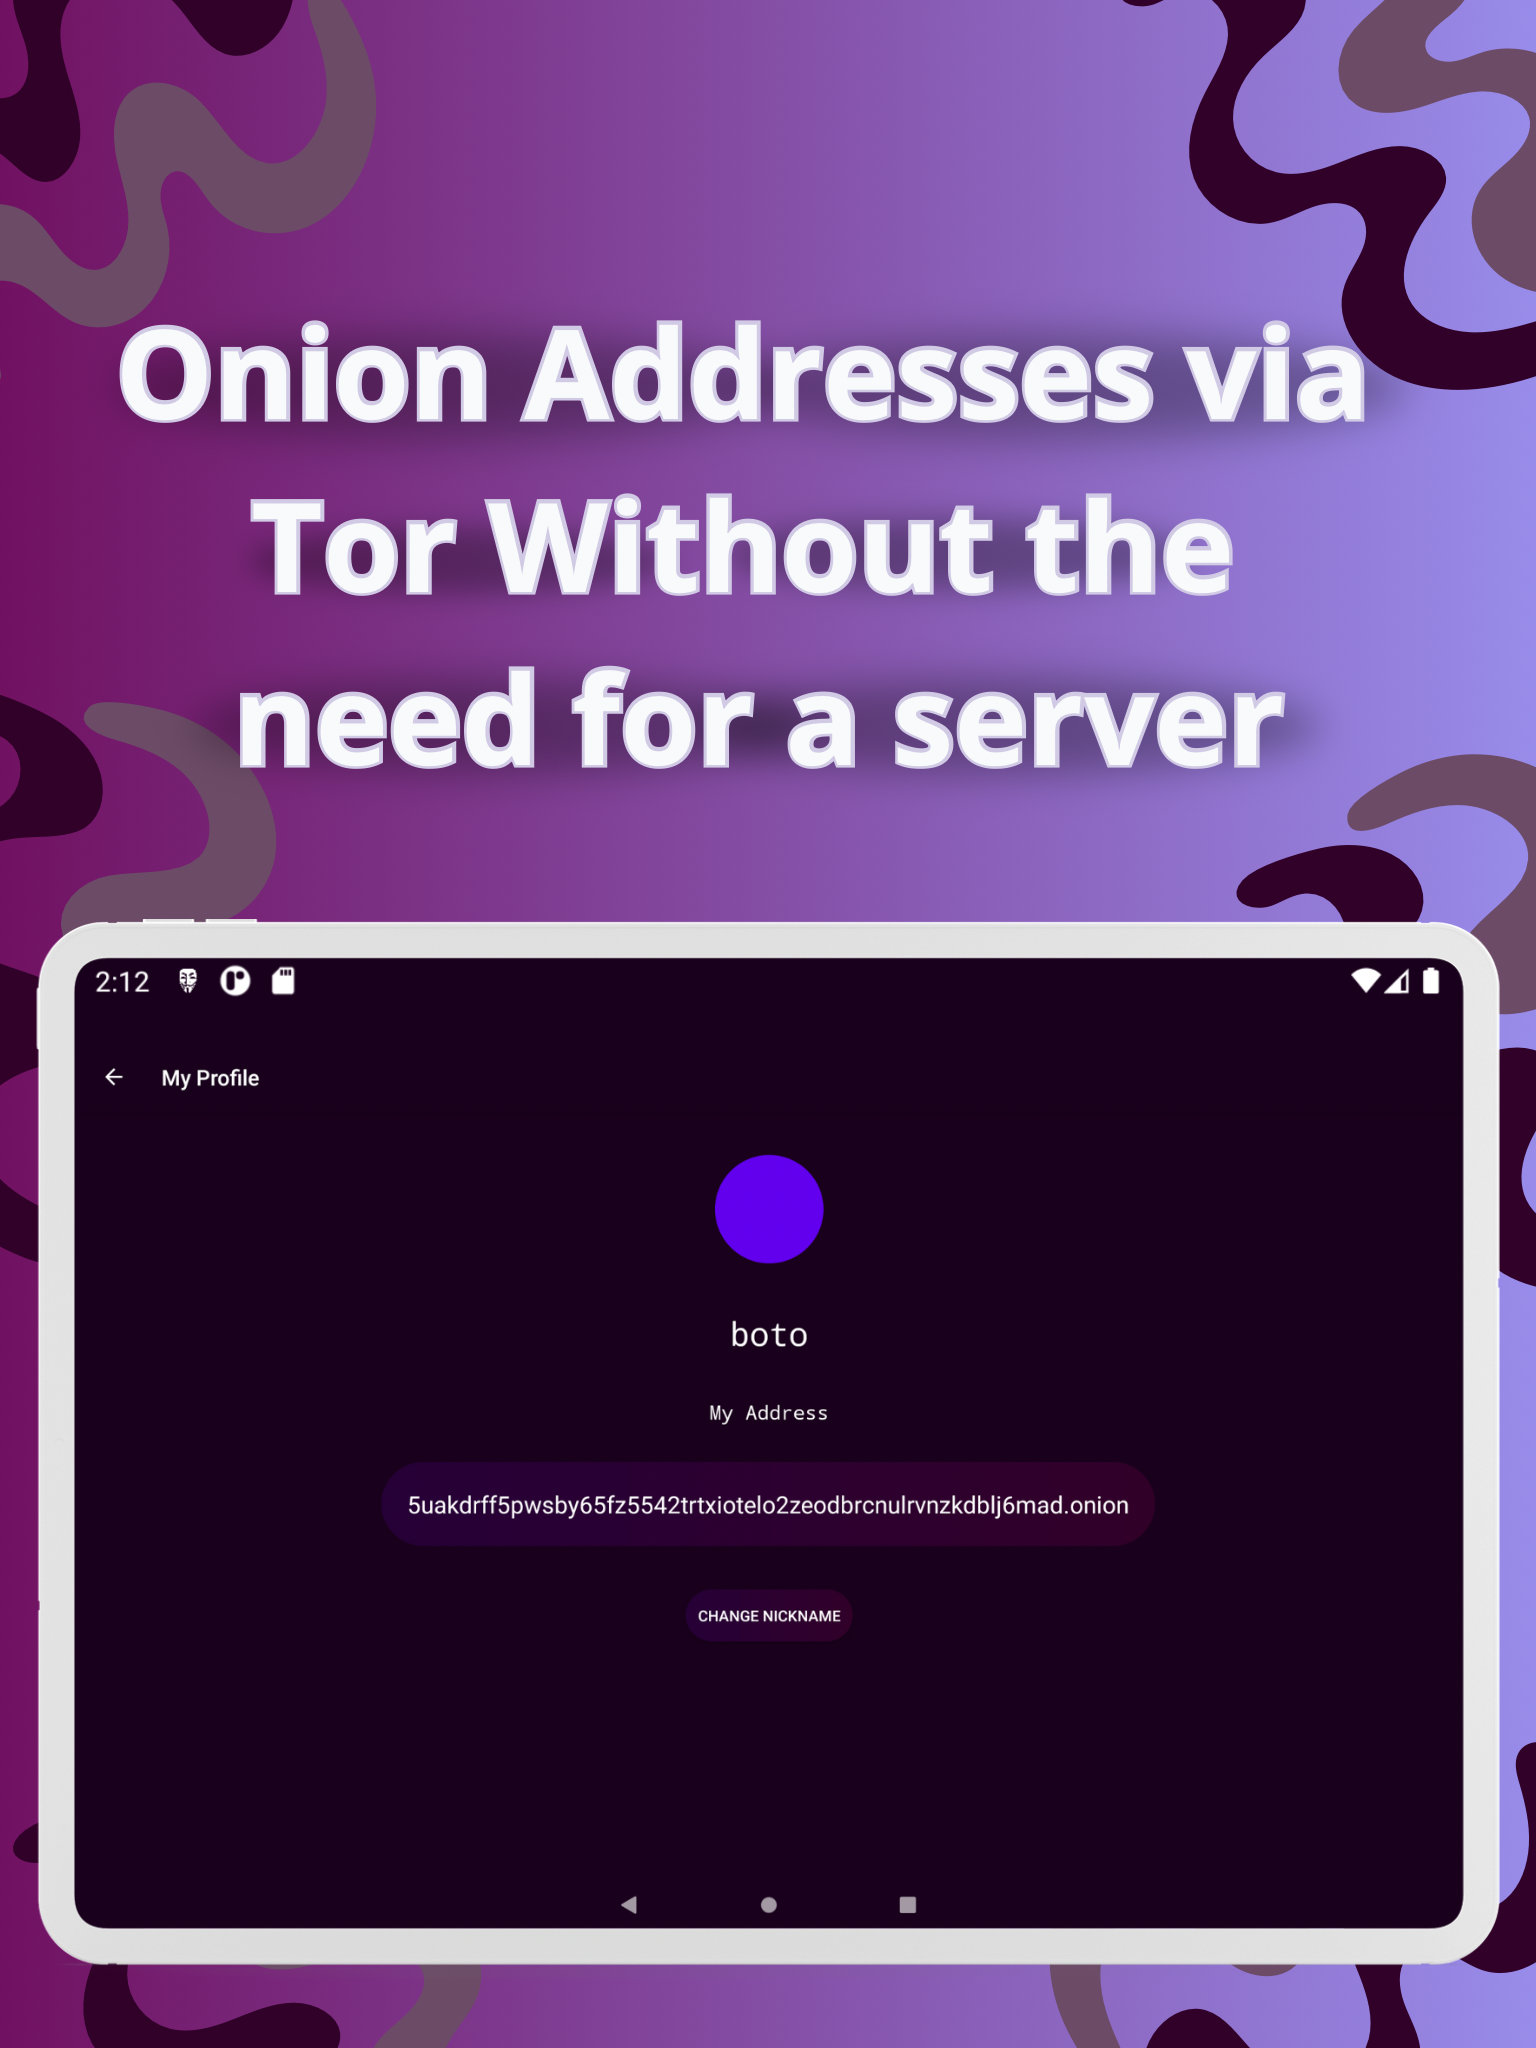 Onion Addresses via
Tor Without the
need for a server
2:12
My Profile
boto
My Address
5uakdrff5pwsby65fz5542trtxiotelo2zeodbrcnulrvnzkdblj6mad.onion
CHANGE NICKNAME